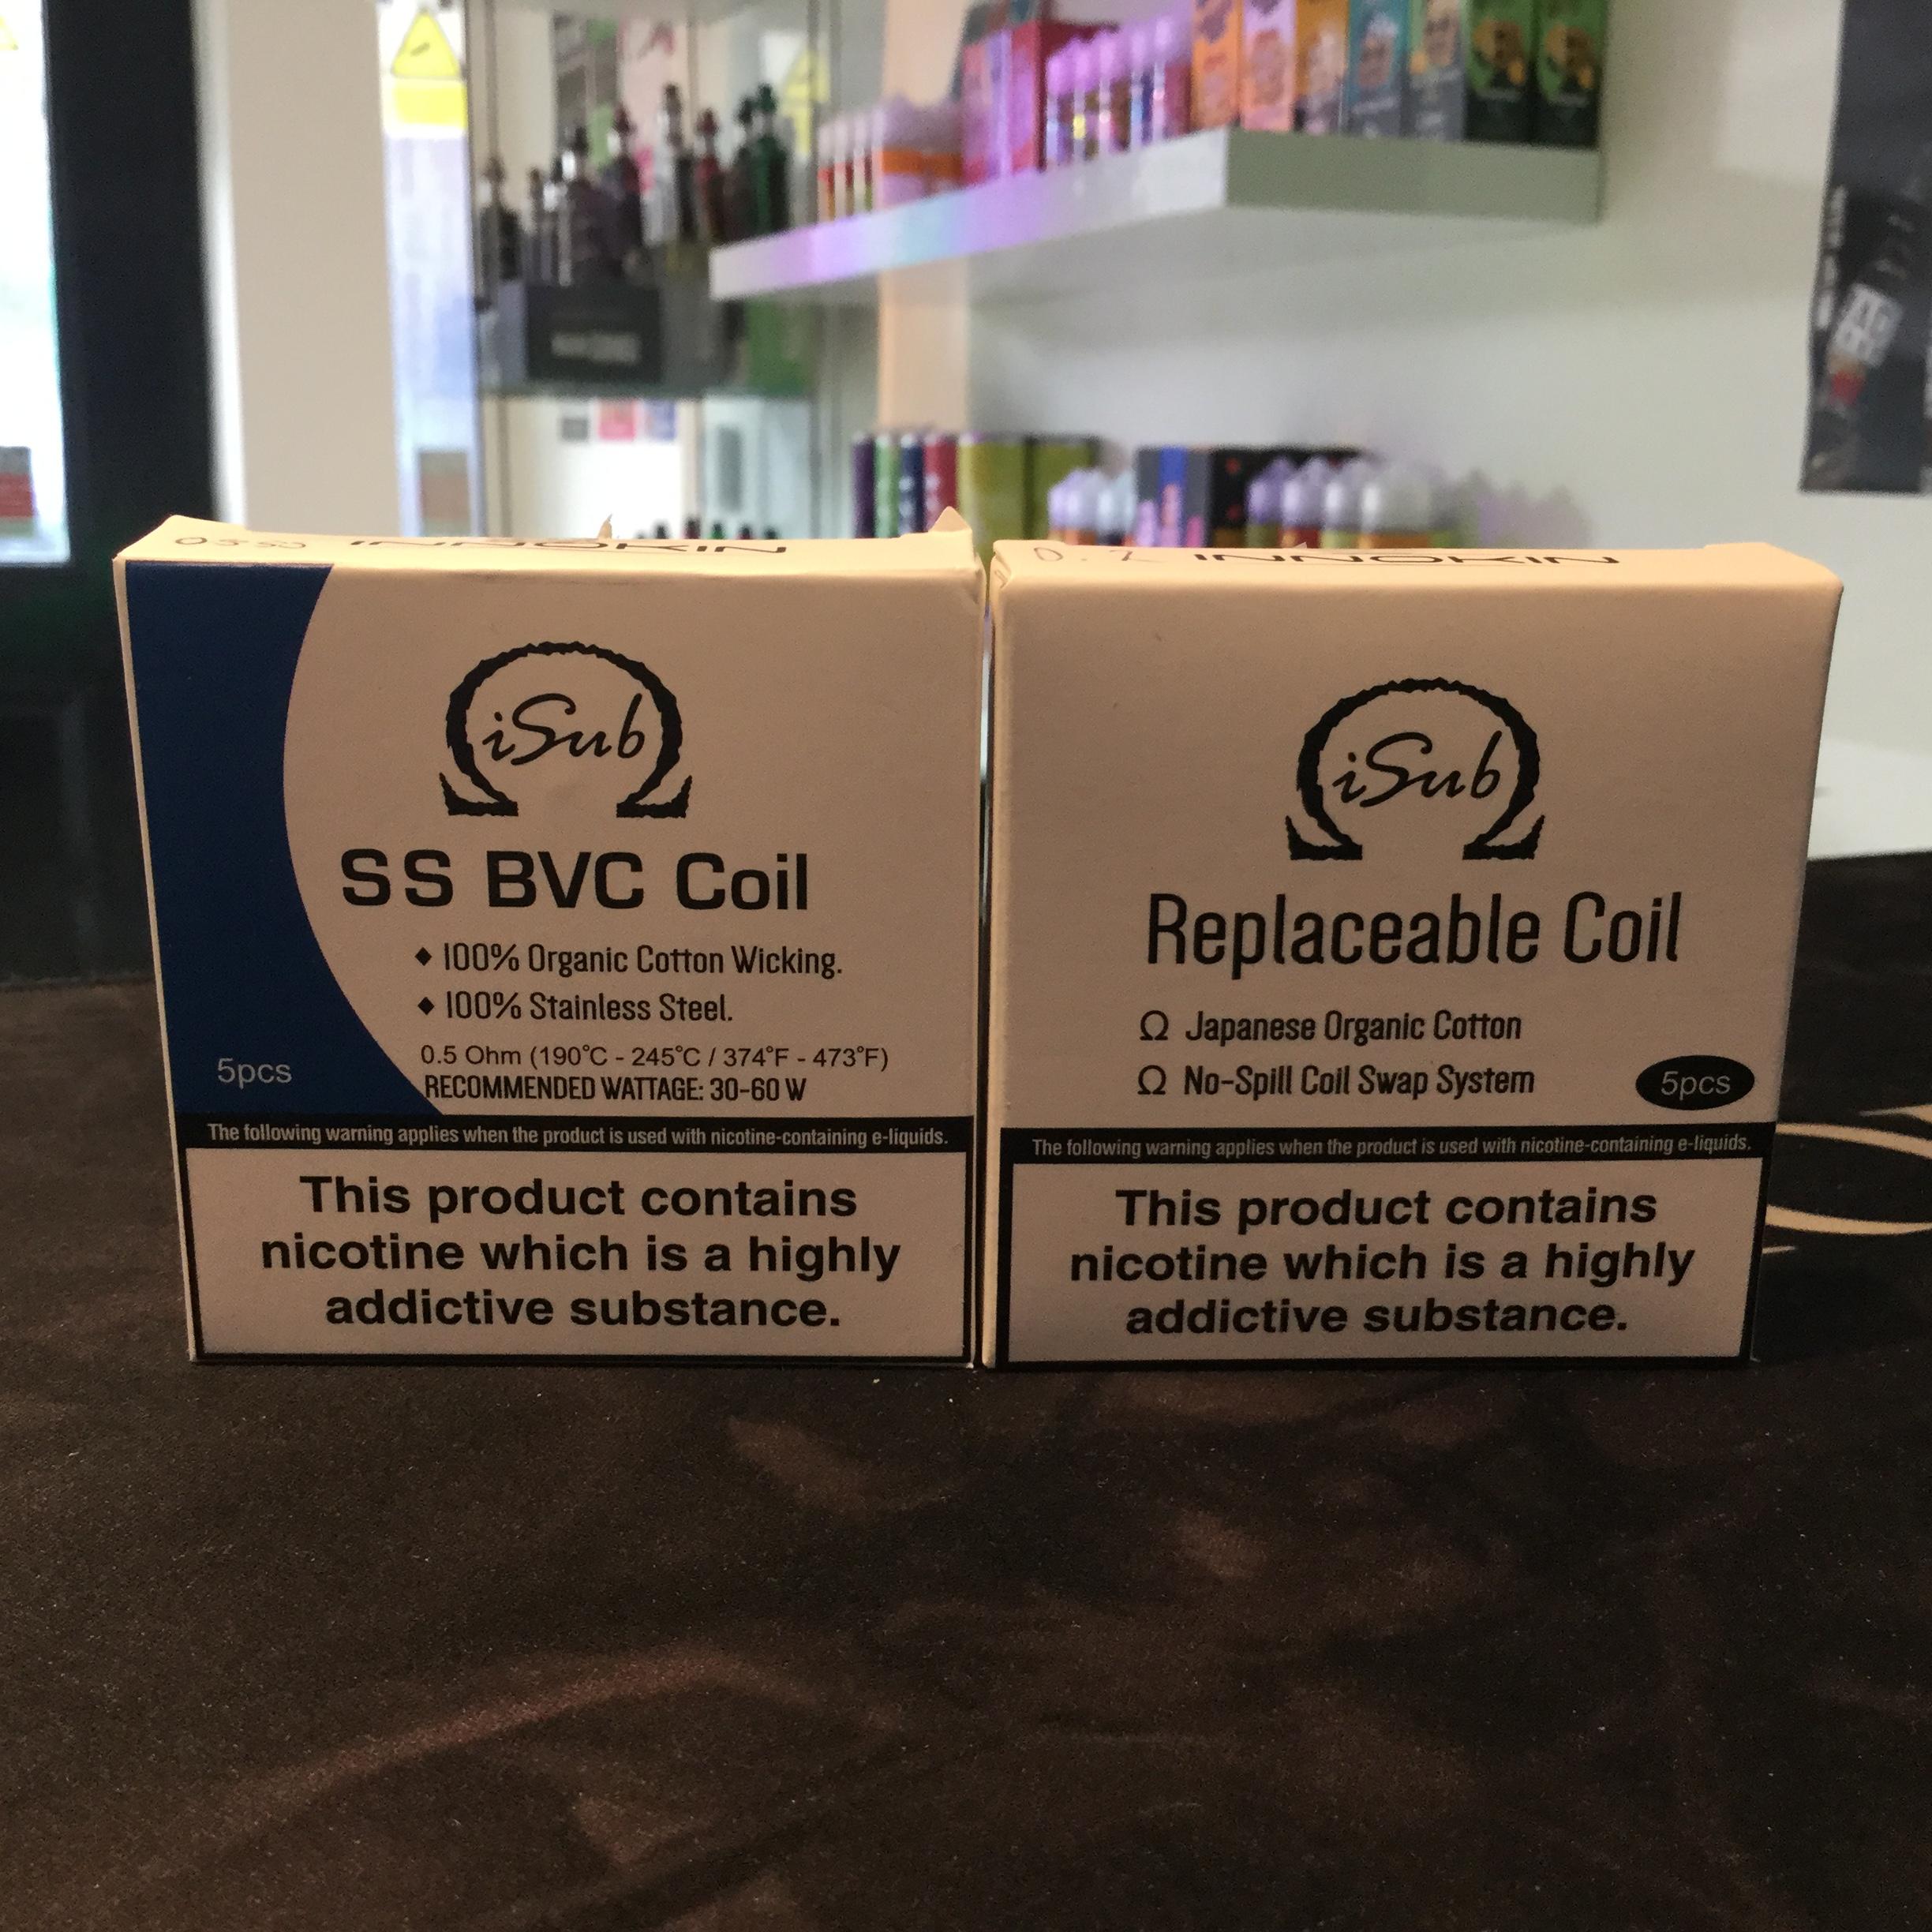 INNOKIN
iSub
SS BVC Coil
♦ 100% Organic Cotton Wicking.
♦ 100% Stainless Steel.
0.5 Ohm (190°C - 245°C / 374°F - 473°F)
RECOMMENDED WATTAGE: 30-60 W
5pcs
The following warning applies when the product is used with nicotine-containing e-liquids.
This product contains
nicotine which is a highly
addictive substance.
INNOKIN
iSub
Replaceable Coil
Ω Japanese Organic Cotton
Ω No-Spill Coil Swap System
5pcs
The following warning applies when the product is used with nicotine-containing e-liquids.
This product contains
nicotine which is a highly
addictive substance.